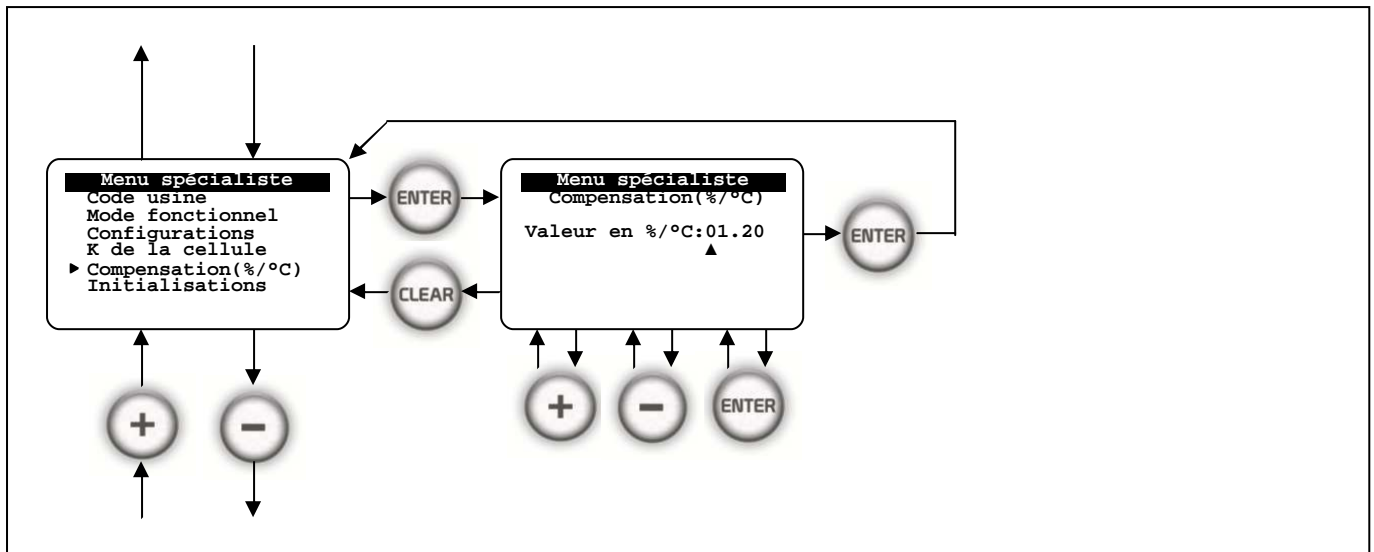 Menu spécialiste
Code usine
Mode fonctionnel
Configurations
K de la cellule
Compensation(%/°C)
Initialisations
ENTER
CLEAR
Menu spécialiste
Compensation(%/°C)
Valeur en %/°C:01.20
ENTER
+
-
+
-
ENTER